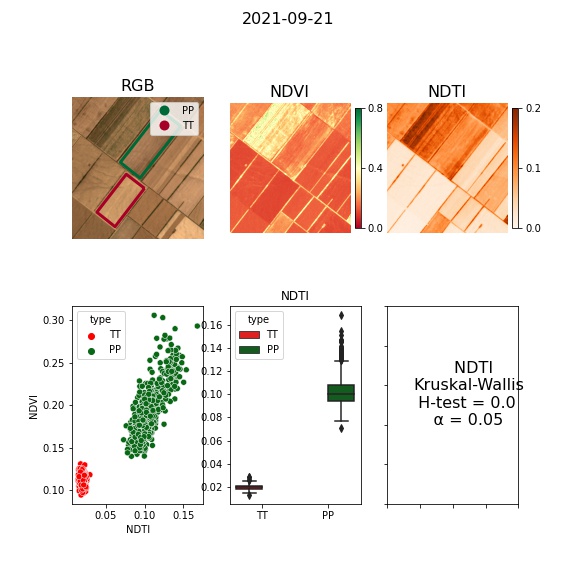 2021-09-21
RGB
NDVI
NDTI
PP
TT
0.8
0.4
0.0
0.2
0.1
0.0
NDTI
type
TT
PP
0.30
0.25
0.20
0.15
0.10
NDVI
0.05
0.10
0.15
NDTI
type
TT
PP
0.16
0.14
0.12
0.10
0.08
0.06
0.04
0.02
TT
PP
NDTI
Kruskal-Wallis
H-test = 0.0
α = 0.05